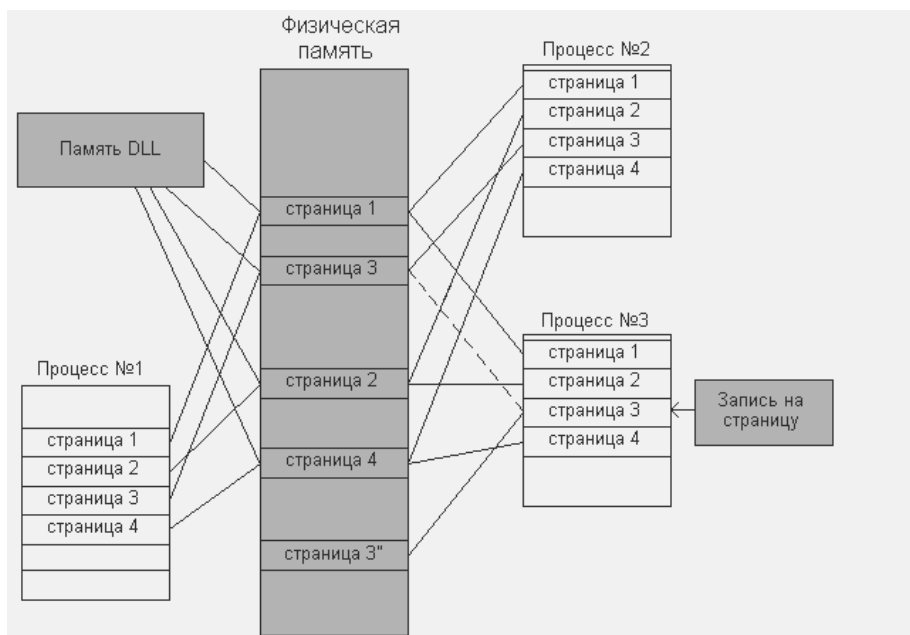 Физическая
память
Процесс №2
страница 1
страница 2
страница 3
страница 4
Память DLL
страница 1
страница 3
страница 2
страница 4
страница 3"
Процесс №1
страница 1
страница 2
страница 3
страница 4
Процесс №3
страница 1
страница 2
страница 3
страница 4
Запись на
страницу